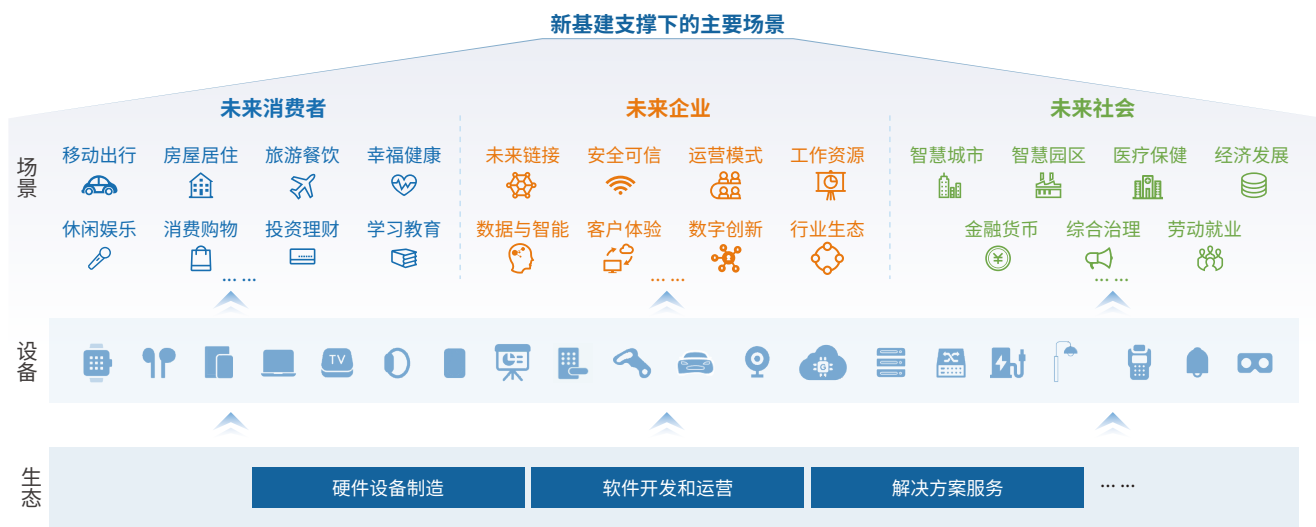 新基建支撑下的主要场景
未来消费者 未来企业 未来社会
场景
移动出行 房屋居住 旅游餐饮 幸福健康 未来链接 安全可信 运营模式 工作资源 智慧城市 智慧园区 医疗保健 经济发展
休闲娱乐 消费购物 投资理财 学习教育 数据与智能 客户体验 数字创新 行业生态 金融货币 综合治理 劳动就业
… … … … … …
设备
TV
G
生态
硬件设备制造 软件开发和运营 解决方案服务 … …